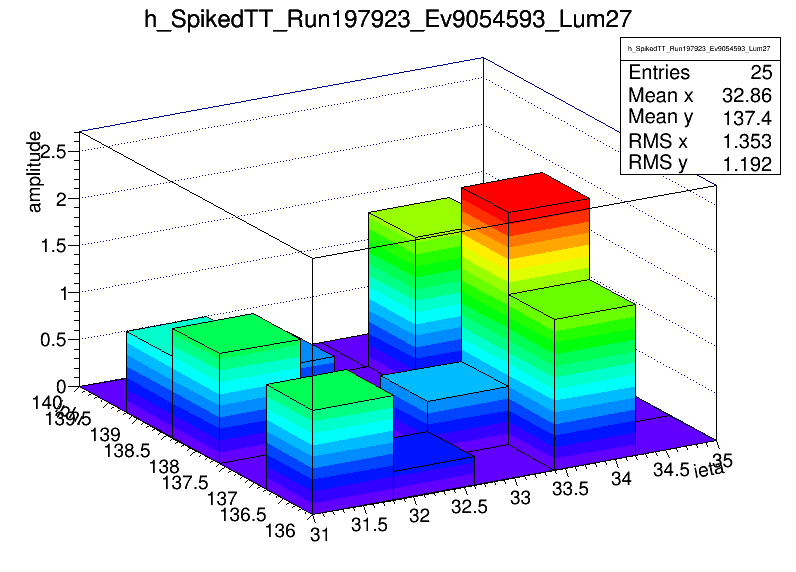 h_SpikedTT_Run197923_Ev9054593_Lum27
h_SpikedTT_Run197923_Ev9054593_Lum27
Entries 25
Mean x 32.86
Mean y 137.4
RMS x 1.353
RMS y 1.192
amplitude
2.5
2
1.5
1
0.5
0
140
139.5
139
138.5
138
137.5
137
136.5
136
31
31.5
32
32.5
33
33.5
34
34.5
35
ieta